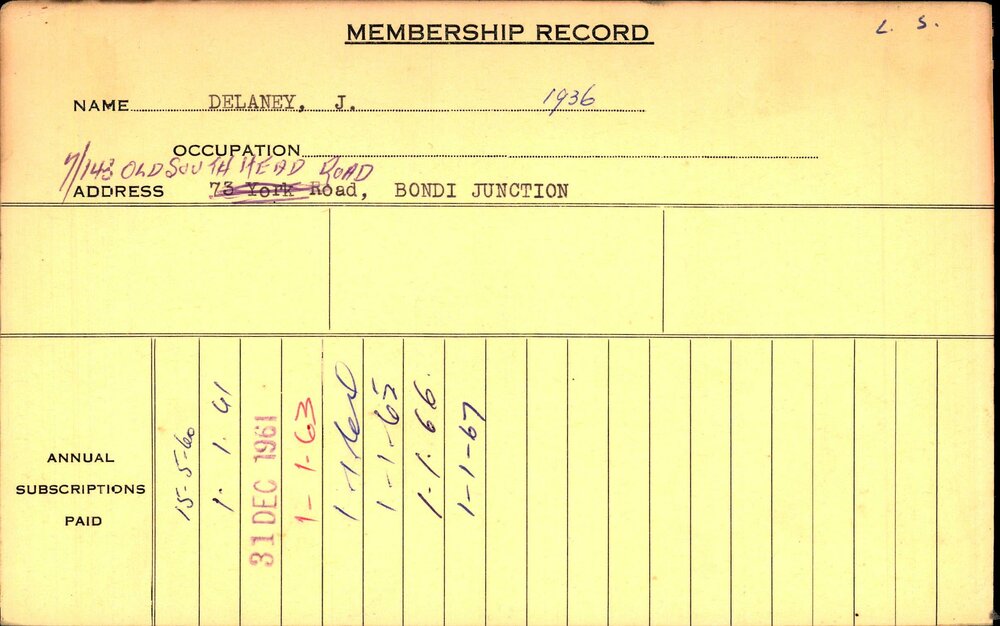 MEMBERSHIP RECORD L. S.
NAME DELANEY, J. 1936
OCCUPATION
7/143 OLD SOUTH HEAD ROAD
ADDRESS 73 York Road, BONDI JUNCTION
ANNUAL
SUBSCRIPTIONS
PAID
15-5-60
1. 1. 61
31 DEC 1961
1-1-63
1-1-65
1.1.66.
1-1-67